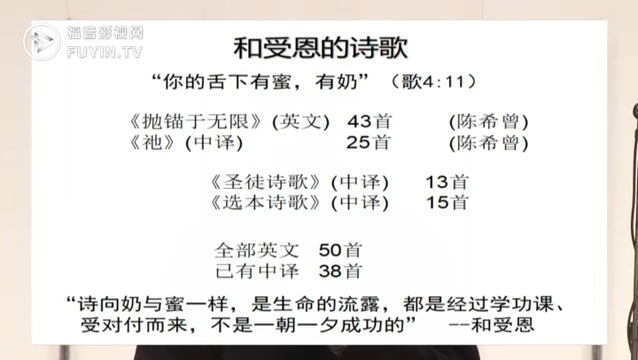 福音影视网
FUYIN.TV
和受恩的诗歌
“你的舌下有蜜，有奶”（歌4:11）
《抛锚于无限》(英文) 43首 (陈希曾)
《祂》(中译) 25首 (陈希曾)
《圣徒诗歌》(中译) 13首
《选本诗歌》(中译) 15首
全部英文 50首
已有中译 38首
“诗向奶与蜜一样，是生命的流露，都是经过学功课、
受对付而来，不是一朝一夕成功的” --和受恩